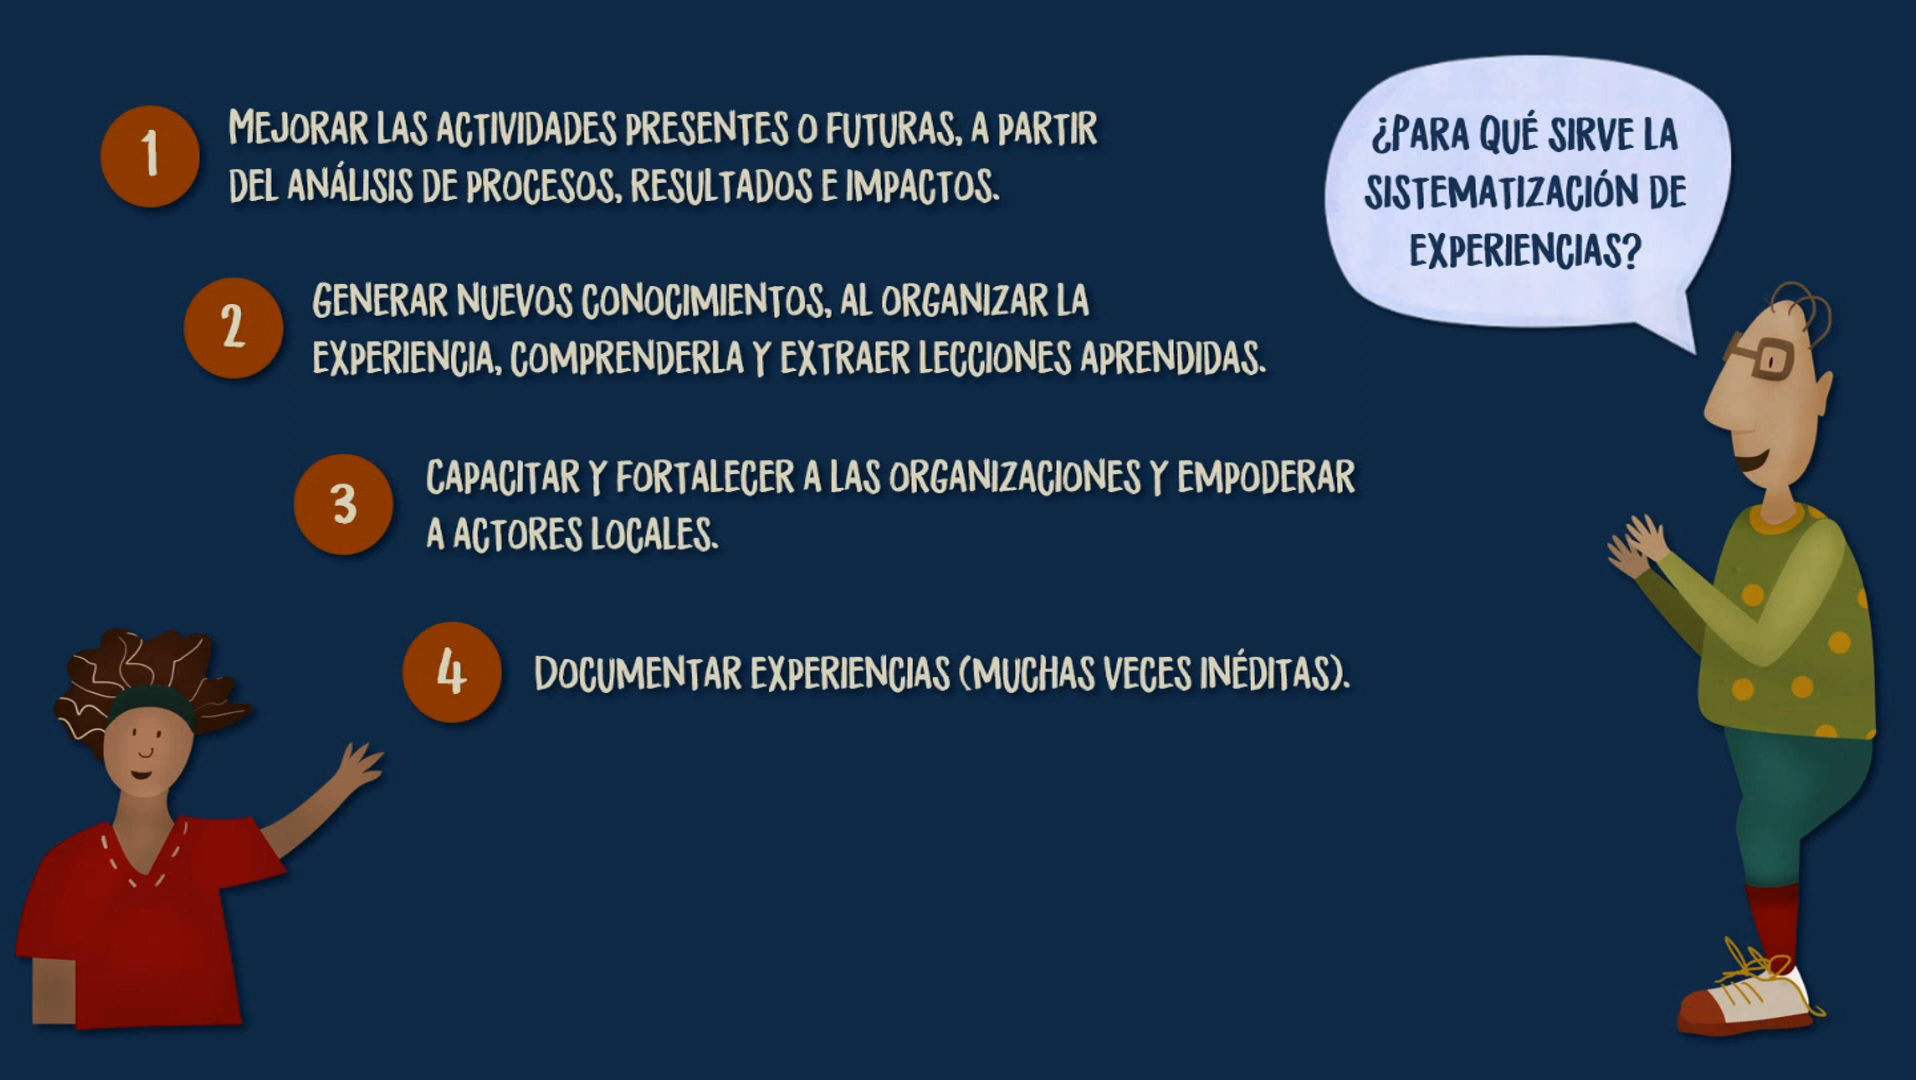 ¿PARA QUÉ SIRVE LA
SISTEMATIZACIÓN DE
EXPERIENCIAS?
1
MEJORAR LAS ACTIVIDADES PRESENTES O FUTURAS, A PARTIR
DEL ANÁLISIS DE PROCESOS, RESULTADOS E IMPACTOS.
2
GENERAR NUEVOS CONOCIMIENTOS, AL ORGANIZAR LA
EXPERIENCIA, COMPRENDERLA Y EXTRAER LECCIONES APRENDIDAS.
3
CAPACITAR Y FORTALECER A LAS ORGANIZACIONES Y EMPODERAR
A ACTORES LOCALES.
4
DOCUMENTAR EXPERIENCIAS (MUCHAS VECES INÉDITAS).